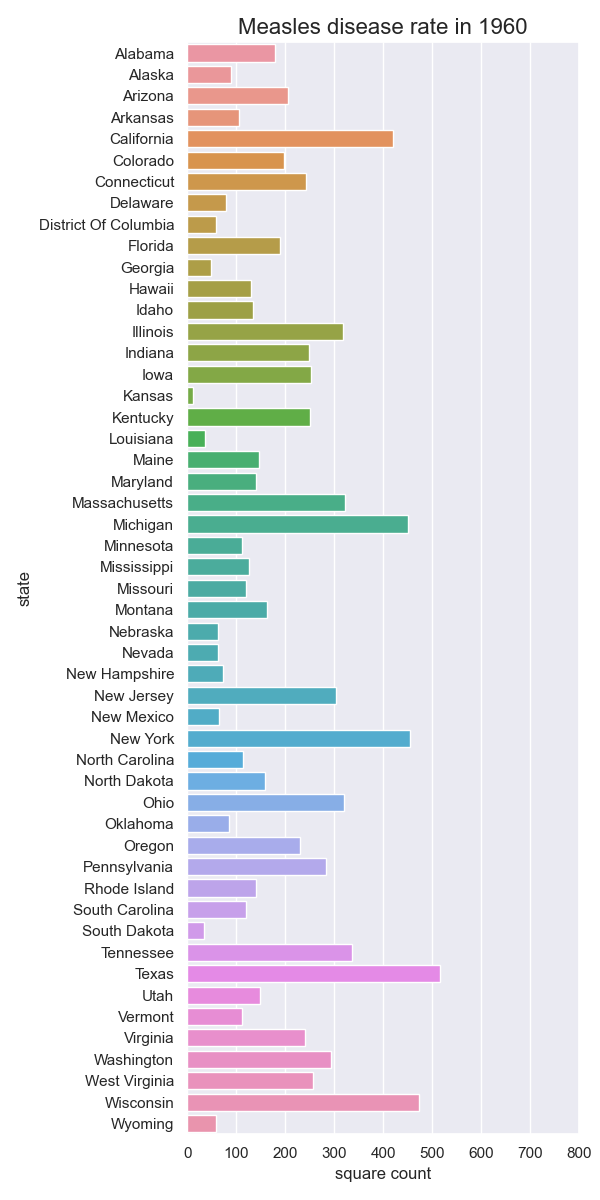 Measles disease rate in 1960
Alabama
Alaska
Arizona
Arkansas
California
Colorado
Connecticut
Delaware
District Of Columbia
Florida
Georgia
Hawaii
Idaho
Illinois
Indiana
Iowa
Kansas
Kentucky
Louisiana
Maine
Maryland
Massachusetts
Michigan
Minnesota
Mississippi
Missouri
Montana
Nebraska
Nevada
New Hampshire
New Jersey
New Mexico
New York
North Carolina
North Dakota
Ohio
Oklahoma
Oregon
Pennsylvania
Rhode Island
South Carolina
South Dakota
Tennessee
Texas
Utah
Vermont
Virginia
Washington
West Virginia
Wisconsin
Wyoming
state
0 100 200 300 400 500 600 700 800
square count